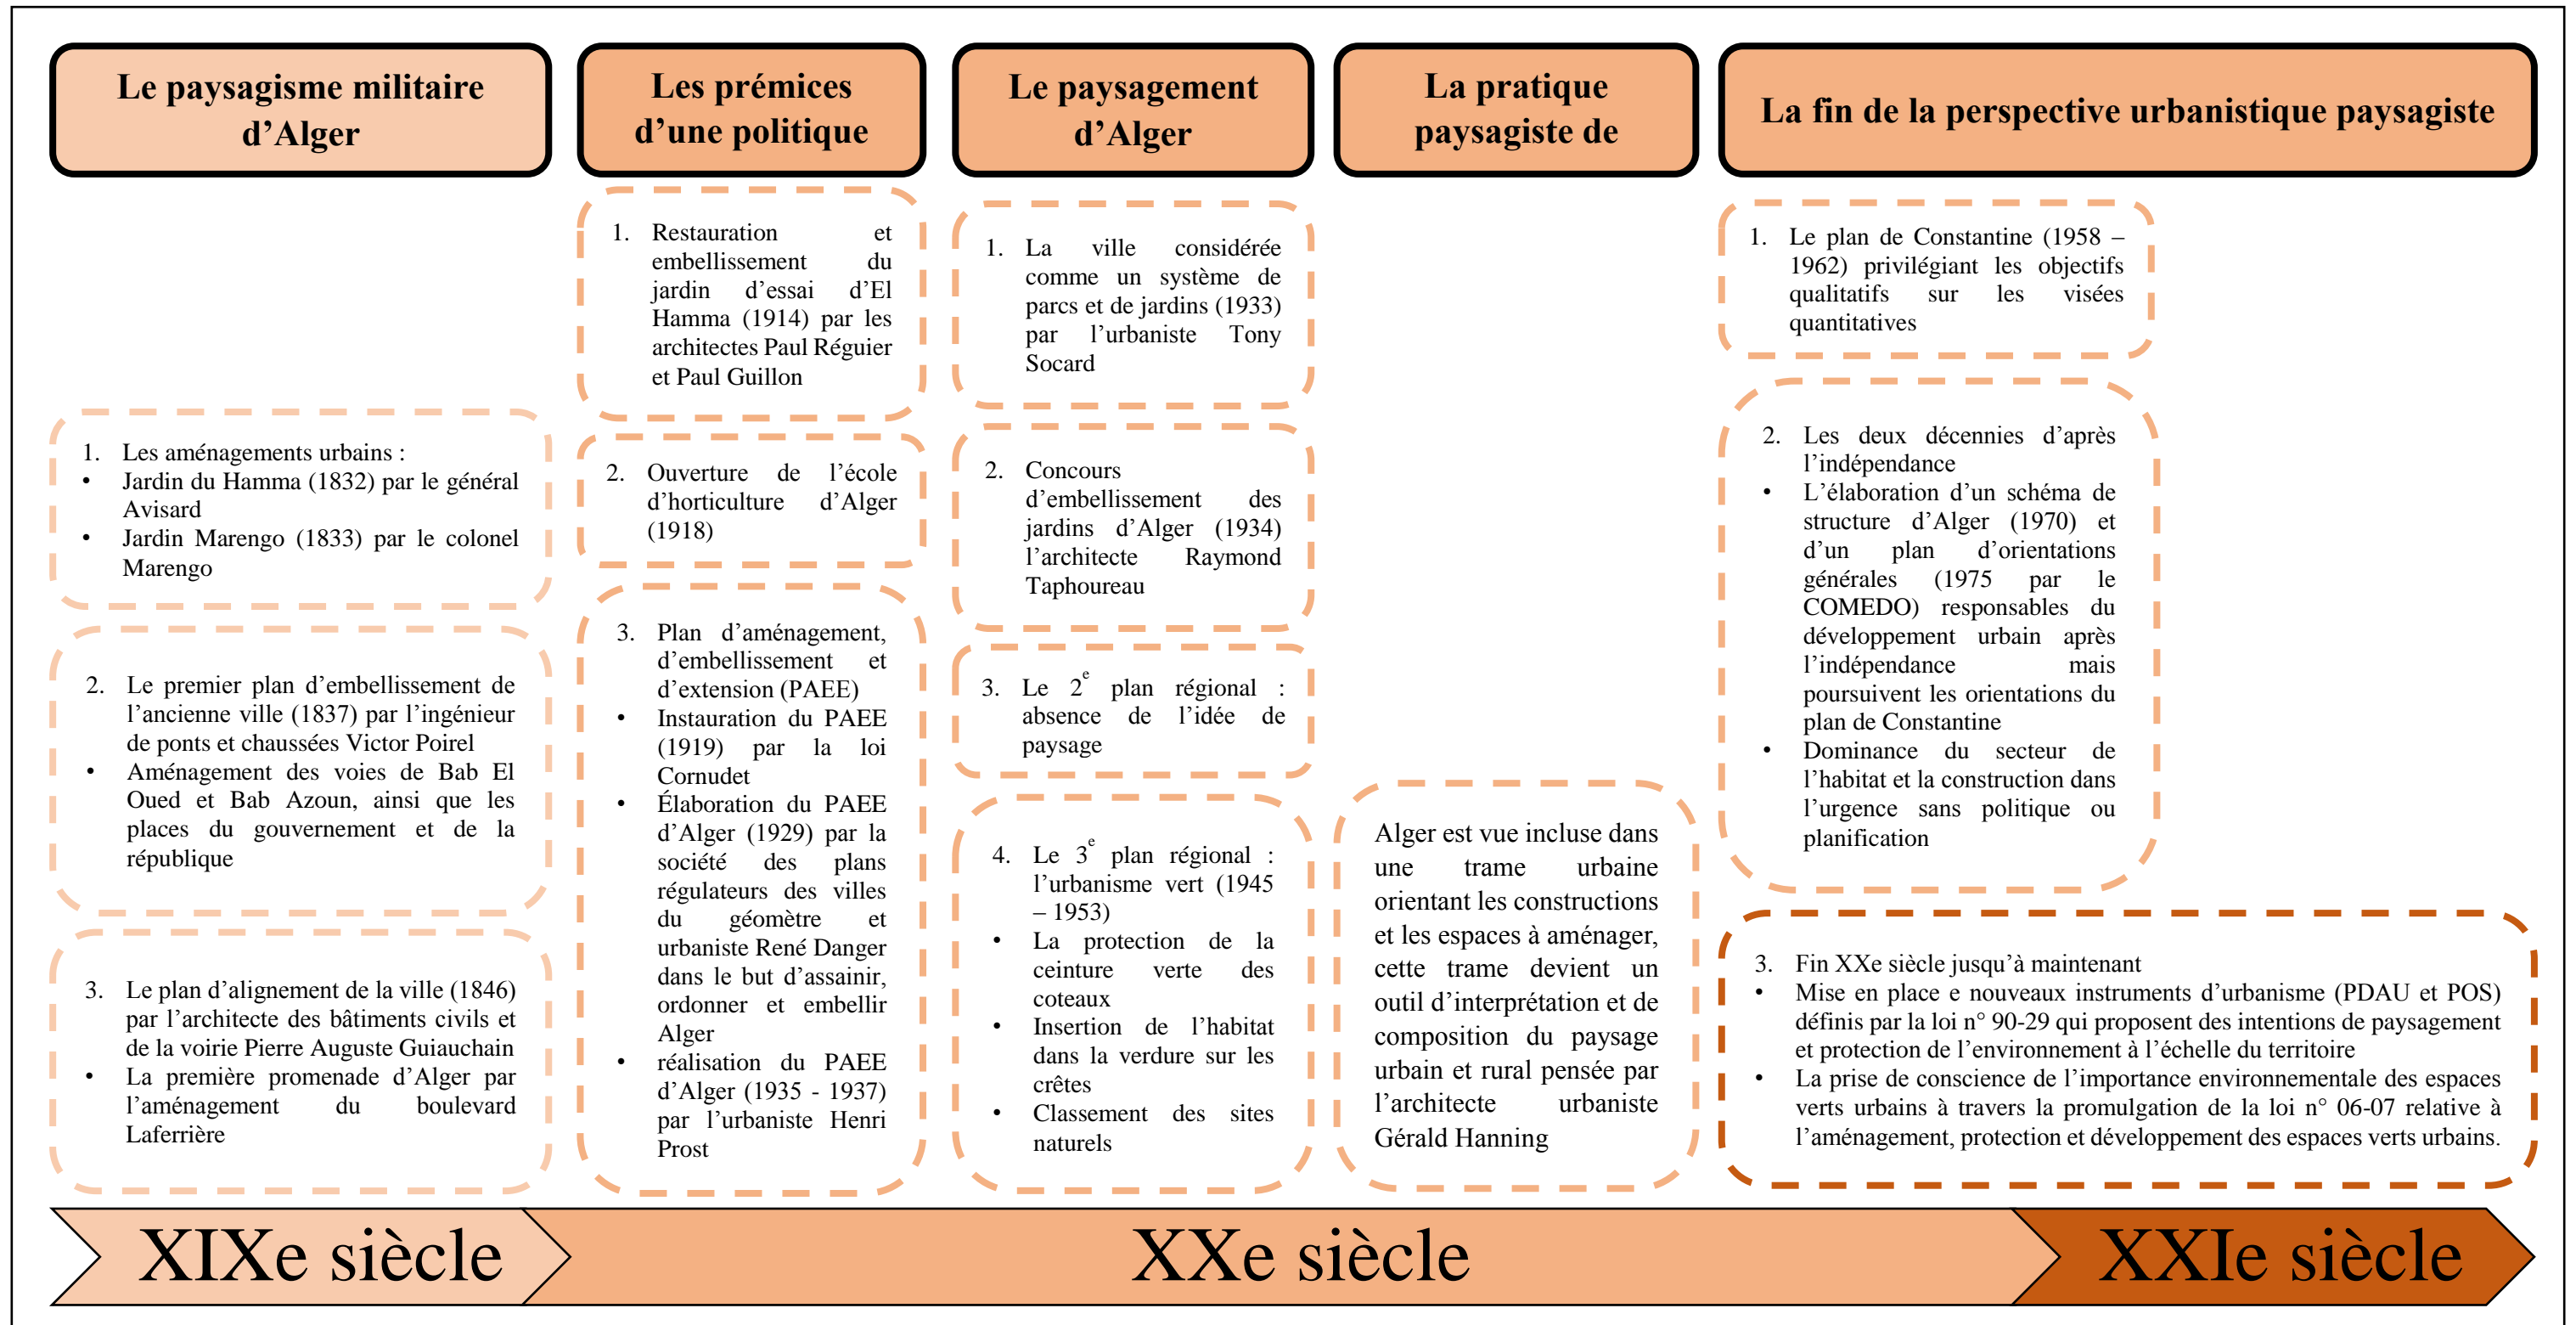 Le paysagisme militaire
d’Alger
Les prémices
d’une politique
Le paysagement
d’Alger
La pratique
paysagiste de
La fin de la perspective urbanistique paysagiste
1. Les aménagements urbains :
• Jardin du Hamma (1832) par le général
Avisard
• Jardin Marengo (1833) par le colonel
Marengo
2. Le premier plan d’embellissement de
l’ancienne ville (1837) par l’ingénieur
de ponts et chaussées Victor Poirel
• Aménagement des voies de Bab El
Oued et Bab Azoun, ainsi que les
places du gouvernement et de la
république
3. Le plan d’alignement de la ville (1846)
par l’architecte des bâtiments civils et
de la voirie Pierre Auguste Guiauchain
• La première promenade d’Alger par
l’aménagement du boulevard
Laferrière
1. Restauration et
embellissement du
jardin d’essai d’El
Hamma (1914) par les
architectes Paul Réguier
et Paul Guillon
2. Ouverture de l’école
d’horticulture d’Alger
(1918)
3. Plan d’aménagement,
d’embellissement et
d’extension (PAEE)
• Instauration du PAEE
(1919) par la loi
Cornudet
• Élaboration du PAEE
d’Alger (1929) par la
société des plans
régulateurs des villes
du géomètre et
urbaniste René Danger
dans le but d’assainir,
ordonner et embellir
Alger
• réalisation du PAEE
d’Alger (1935 - 1937)
par l’urbaniste Henri
Prost
1. La ville considérée
comme un système de
parcs et de jardins (1933)
par l’urbaniste Tony
Socard
2. Concours
d’embellissement des
jardins d’Alger (1934)
l’architecte Raymond
Taphoureau
3. Le 2e plan régional :
absence de l’idée de
paysage
4. Le 3e plan régional :
l’urbanisme vert (1945
– 1953)
• La protection de la
ceinture verte des
coteaux
• Insertion de l’habitat
dans la verdure sur les
crêtes
• Classement des sites
naturels
Alger est vue incluse dans
une trame urbaine
orientant les constructions
et les espaces à aménager,
cette trame devient un
outil d’interprétation et de
composition du paysage
urbain et rural pensée par
l’architecte urbaniste
Gérald Hanning
1. Le plan de Constantine (1958 –
1962) privilégiant les objectifs
qualitatifs sur les visées
quantitatives
2. Les deux décennies d’après
l’indépendance
• L’élaboration d’un schéma de
structure d’Alger (1970) et
d’un plan d’orientations
générales (1975 par le
COMEDO) responsables du
développement urbain après
l’indépendance mais
poursuivent les orientations du
plan de Constantine
• Dominance du secteur de
l’habitat et la construction dans
l’urgence sans politique ou
planification
3. Fin XXe siècle jusqu’à maintenant
• Mise en place e nouveaux instruments d’urbanisme (PDAU et POS)
définis par la loi n° 90-29 qui proposent des intentions de paysagement
et protection de l’environnement à l’échelle du territoire
• La prise de conscience de l’importance environnementale des espaces
verts urbains à travers la promulgation de la loi n° 06-07 relative à
l’aménagement, protection et développement des espaces verts urbains.
XIXe siècle
XXe siècle
XXIe siècle